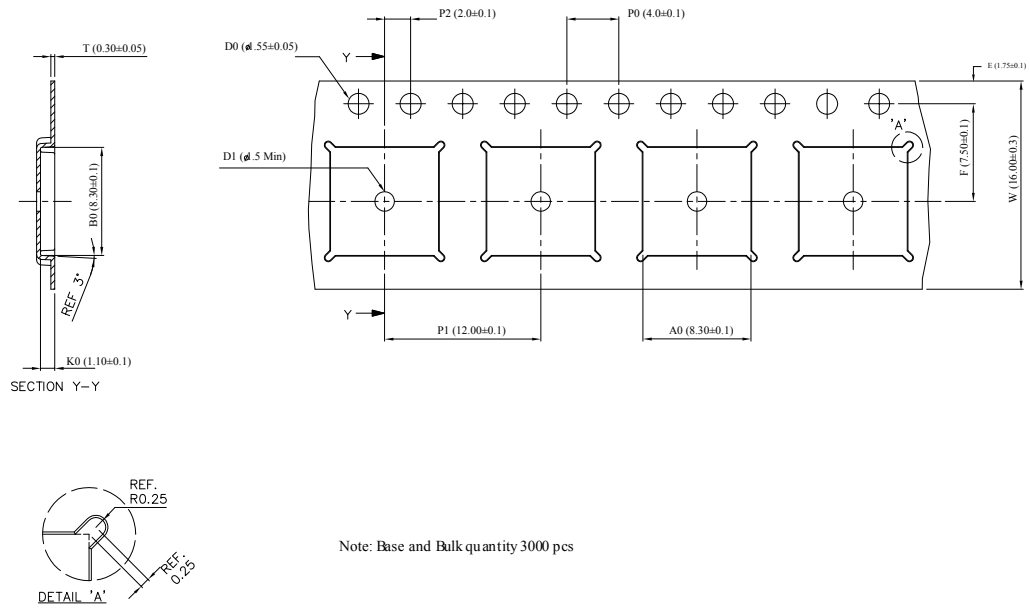 P2 (2.0±0.1)
P0 (4.0±0.1)
T (0.30±0.05)
D0 (ø1.55±0.05)
Y
E (1.75±0.1)
'A'
D1 (ø1.5 Min)
B0 (8.30±0.1)
F (7.50±0.1)
W (16.00±0.3)
REF 3°
Y
P1 (12.00±0.1)
A0 (8.30±0.1)
K0 (1.10±0.1)
SECTION Y-Y
REF.
R0.25
REF.
0.25
Note: Base and Bulk quantity 3000 pcs
DETAIL 'A'